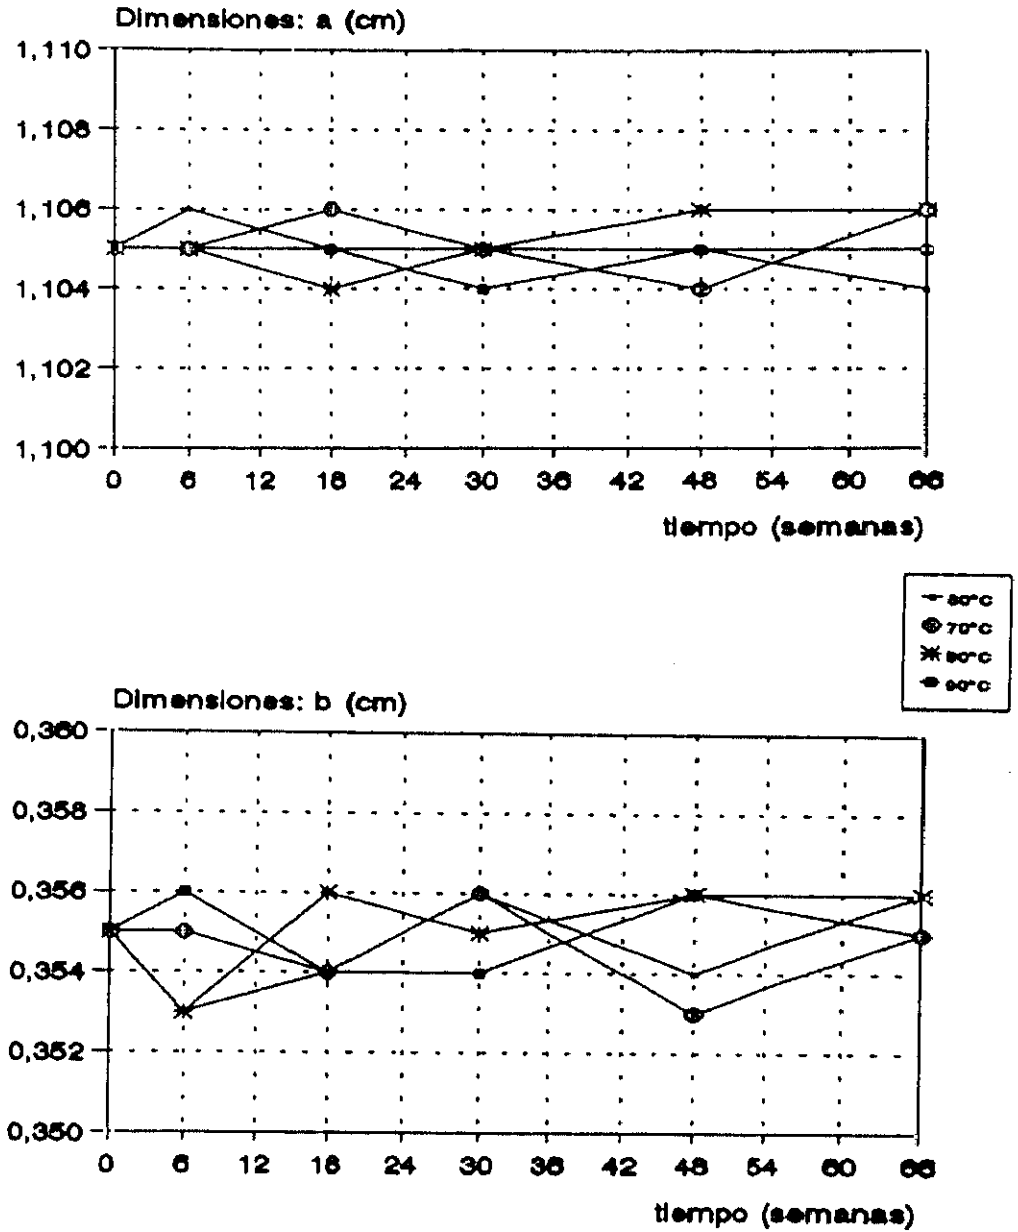 Dimensiones: a (cm)
1,110
1,108
1,106
1,104
1,102
1,100
0 6 12 18 24 30 36 42 48 54 60 66
tiempo (semanas)
70°C
90°C
Dimensiones: b (cm)
0,360
0,358
0,356
0,354
0,352
0,350
0 6 12 18 24 30 36 42 48 54 60 66
tiempo (semanas)